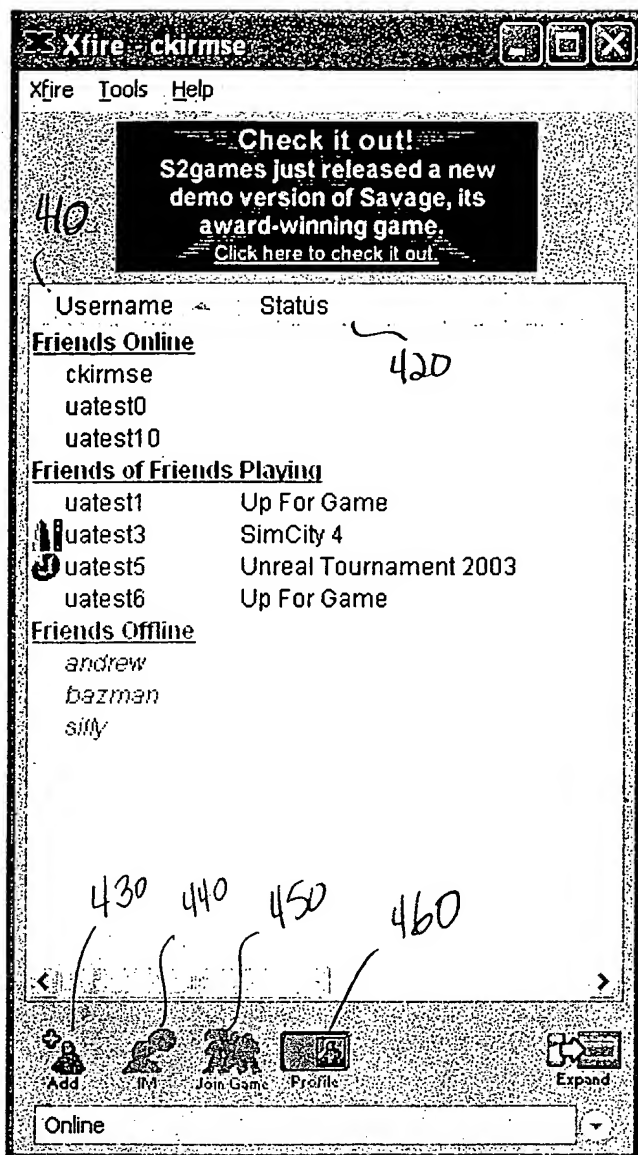 Xfire - ckirmse
Xfire Tools Help
Check it out!
S2games just released a new
demo version of Savage, its
award-winning game.
Click here to check it out.
410
Username Status
420
Friends Online
ckirmse
uatest0
uatest10
Friends of Friends Playing
uatest1 Up For Game
uatest3 SimCity 4
uatest5 Unreal Tournament 2003
uatest6 Up For Game
Friends Offline
andrew
bazman
silly
430 440 450 460
Add IM Join Game Profile Expand
Online